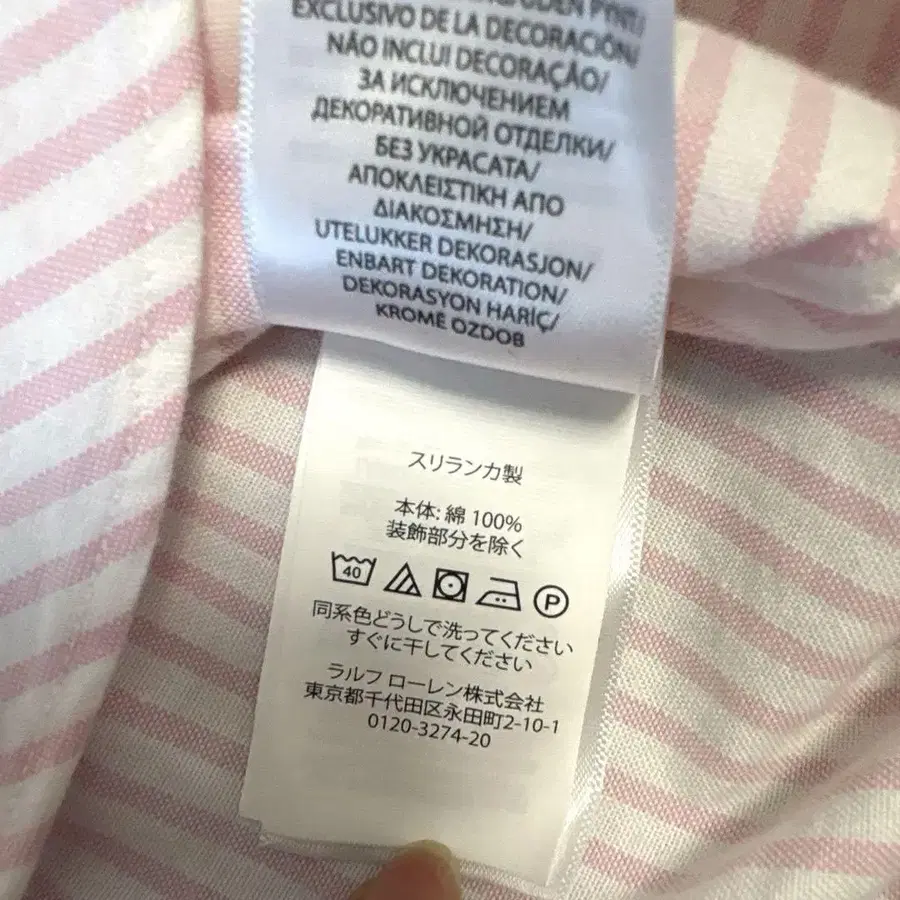 EXCLUSIVO DE LA DECORACIÓN/
NÃO INCLUI DECORAÇÃO/
ЗА ИСКЛЮЧЕНИЕМ
ДЕКОРАТИВНОЙ ОТДЕЛКИ/
БЕЗ УКРАСАТА/
ΑΠΟΚΛΕΙΣΤΙΚΗ ΑΠΟ
ΔΙΑΚΟΣΜΗΣΗ/
UTELUKKER DEKORASJON/
ENBART DEKORATION/
DEKORASYON HARİÇ/
KROMĚ OZDOB
スリランカ製
本体: 綿 100%
装飾部分を除く
40
P
同系色どうしで洗ってください
すぐに干してください
ラルフ ローレン株式会社
東京都千代田区永田町2-10-1
0120-3274-20